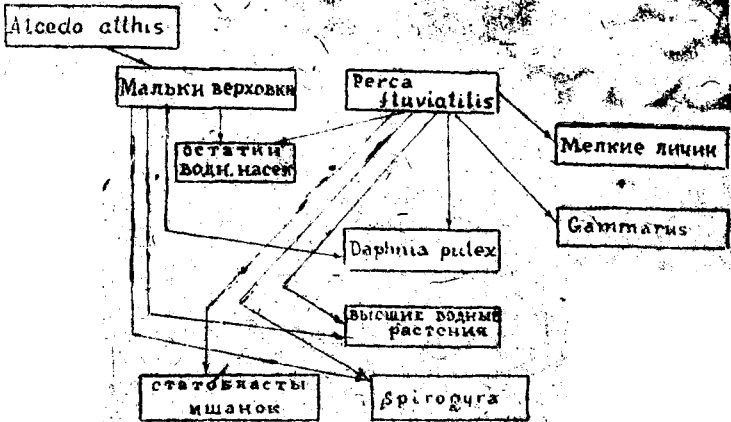 Alcedo atthis
Мальки верховки
Perca
fluviatilis
остатки
водн. насек
Мелкие личин
Gammarus
Daphnia pulex
высшие водные
растения
статобласты
мшанок
Spirogyra